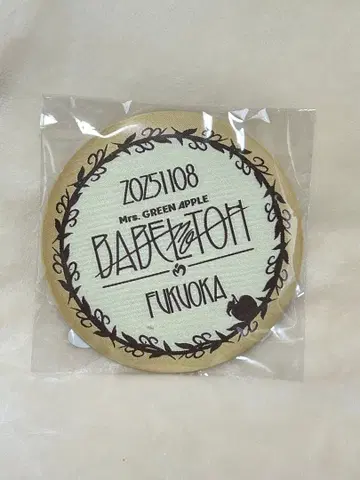 20251108
Mrs. GREEN APPLE
BABEL no TOH
FUKUOKA